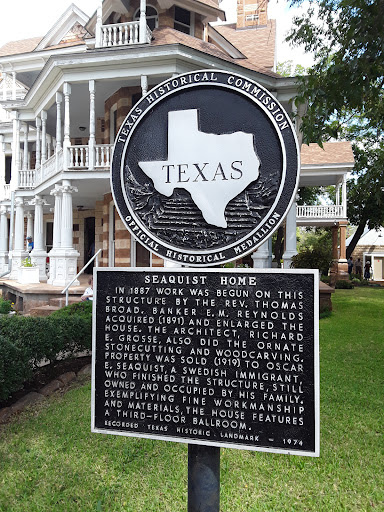 TEXAS HISTORICAL COMMISSION
TEXAS
OFFICIAL HISTORICAL MEDALLION
SEAQUIST HOME
IN 1887 WORK WAS BEGUN ON THIS
STRUCTURE BY THE REV. THOMAS
BROAD. BANKER E. M. REYNOLDS
ACQUIRED (1891) AND ENLARGED THE
HOUSE. THE ARCHITECT, RICHARD
E. GROSSE, ALSO DID THE ORNATE
STONECUTTING AND WOODCARVING.
PROPERTY WAS SOLD (1919) TO OSCAR
E. SEAQUIST, A SWEDISH IMMIGRANT,
WHO FINISHED THE STRUCTURE, STILL
OWNED AND OCCUPIED BY HIS FAMILY.
EXEMPLIFYING FINE WORKMANSHIP
AND MATERIALS, THE HOUSE FEATURES
A THIRD-FLOOR BALLROOM.
RECORDED TEXAS HISTORIC LANDMARK - 1974